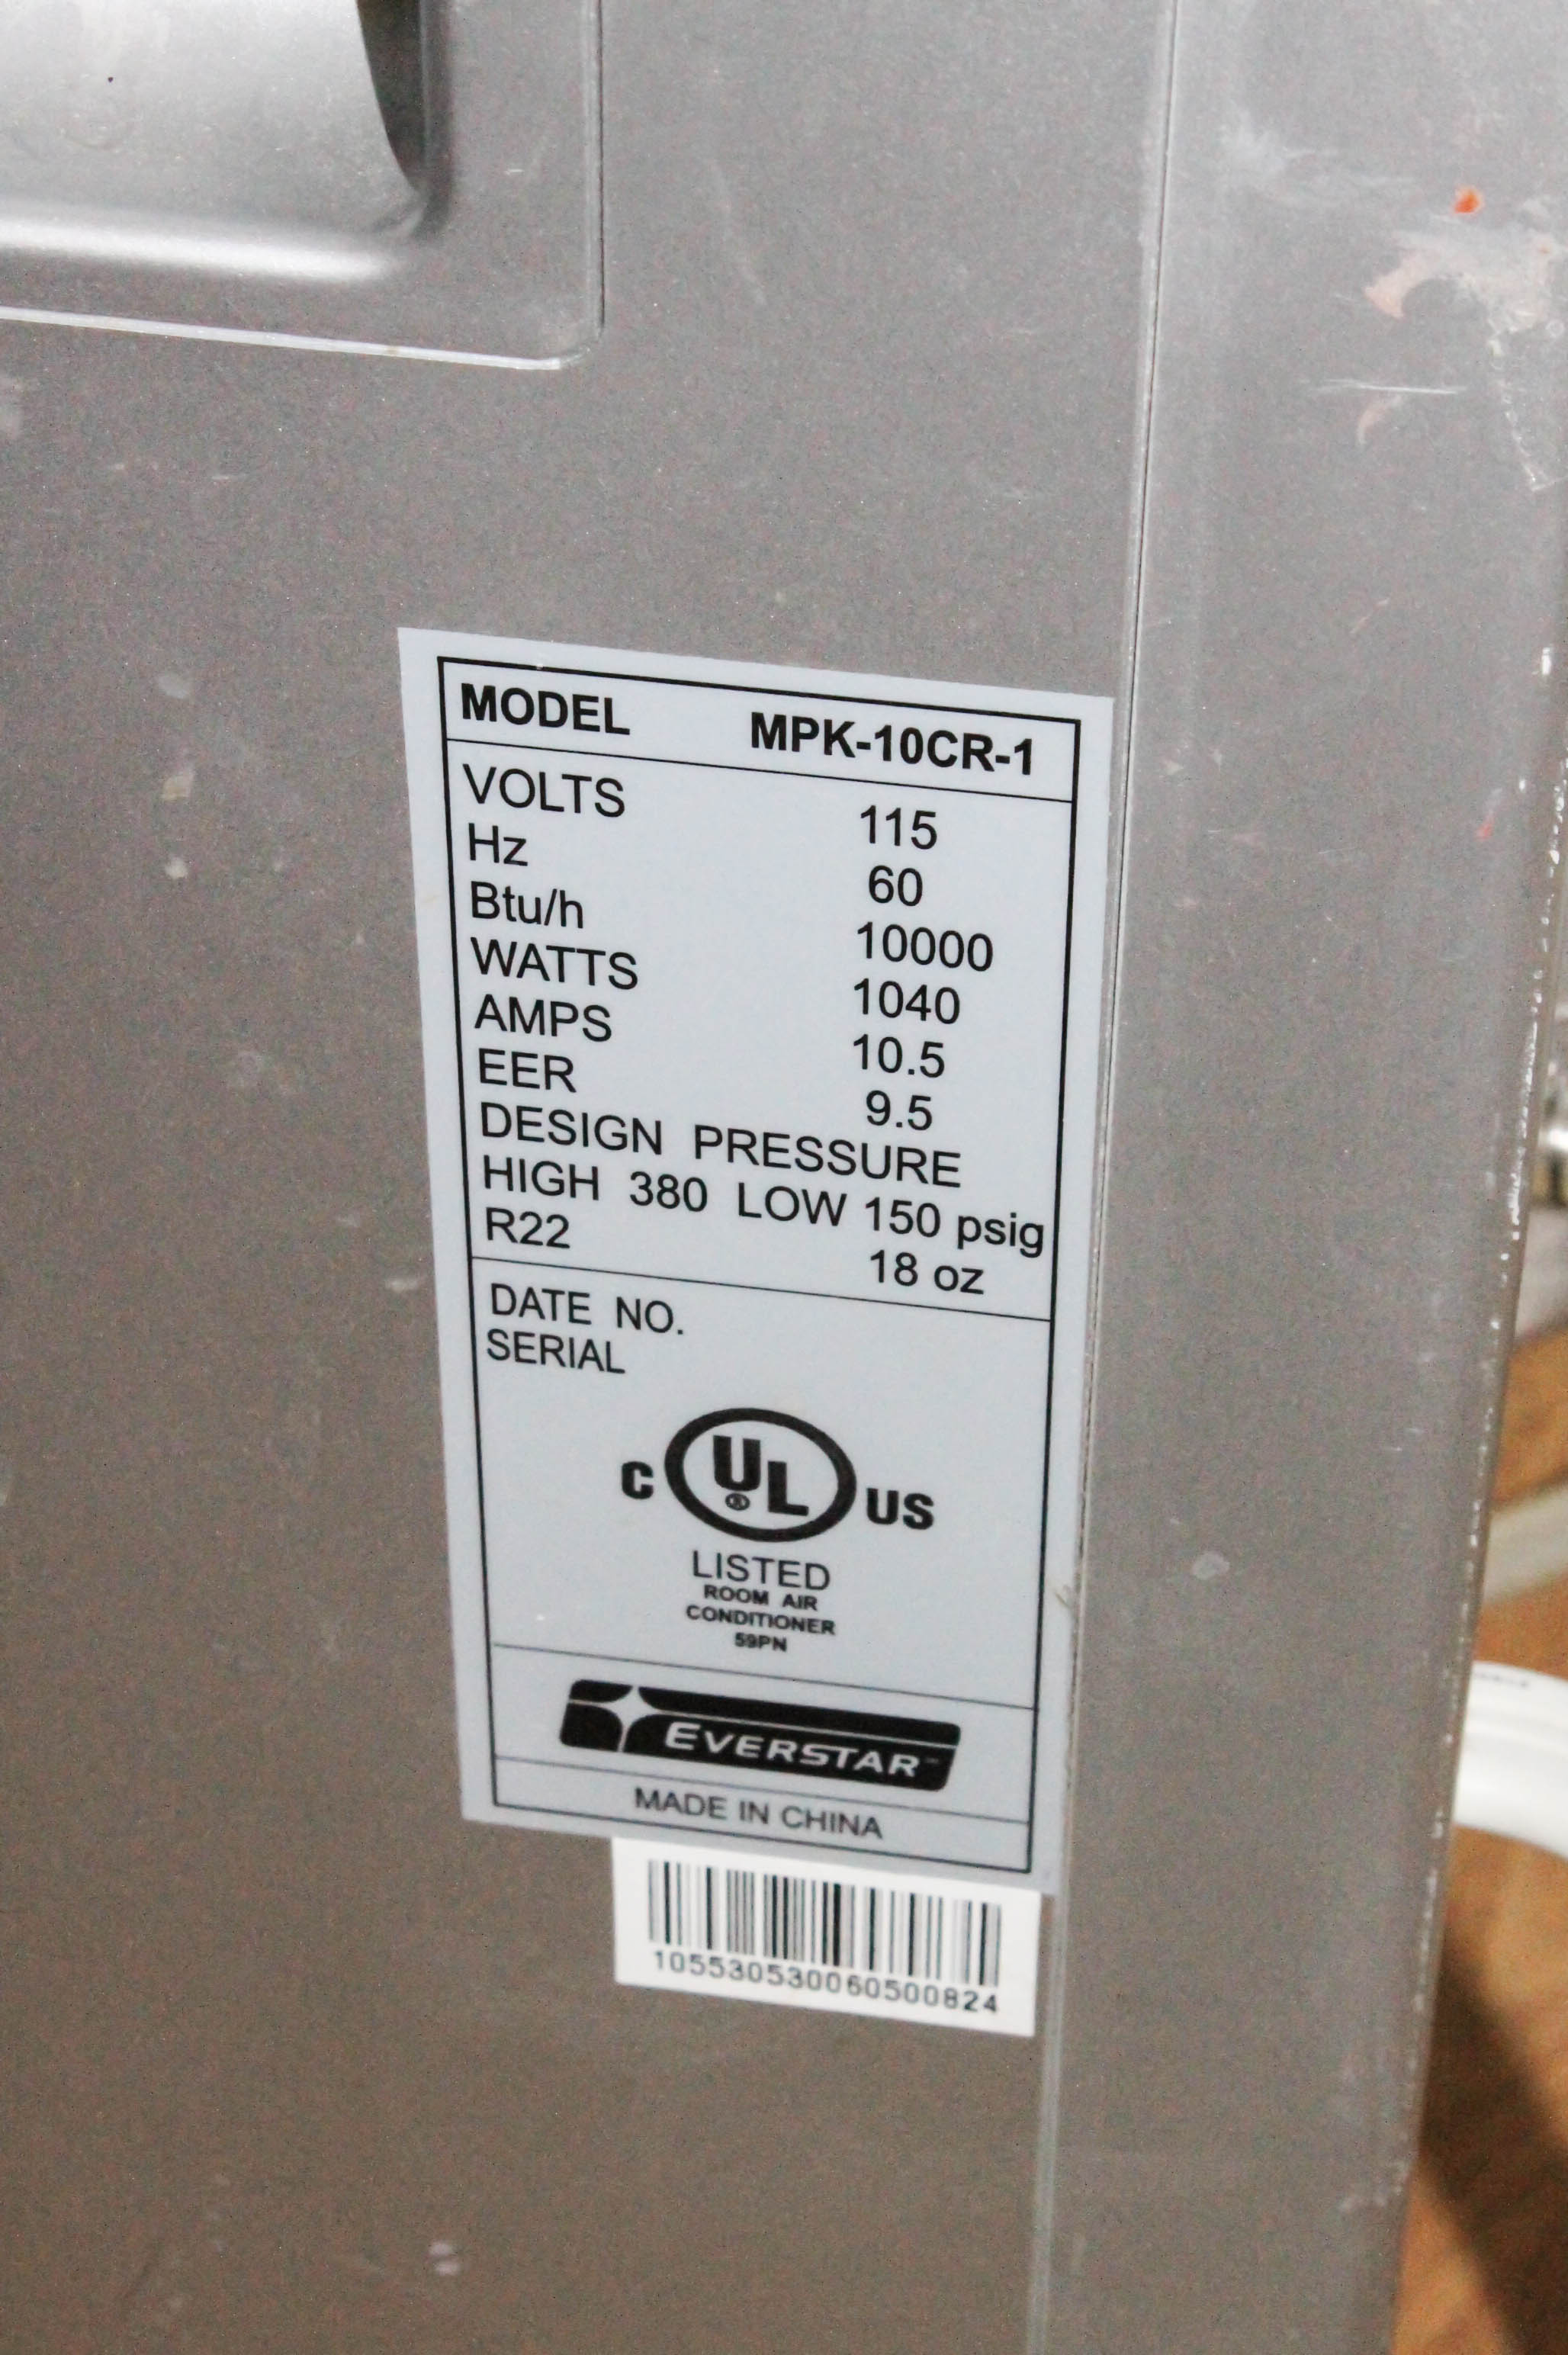 MODEL MPK-10CR-1
VOLTS 115
Hz 60
Btu/h 10000
WATTS 1040
AMPS 10.5
EER 9.5
DESIGN PRESSURE
HIGH 380 LOW 150 psig
R22 18 oz
DATE NO.
SERIAL
C UL® US
LISTED
ROOM AIR
CONDITIONER
59PN
EVERSTAR™
MADE IN CHINA
105530530060500824